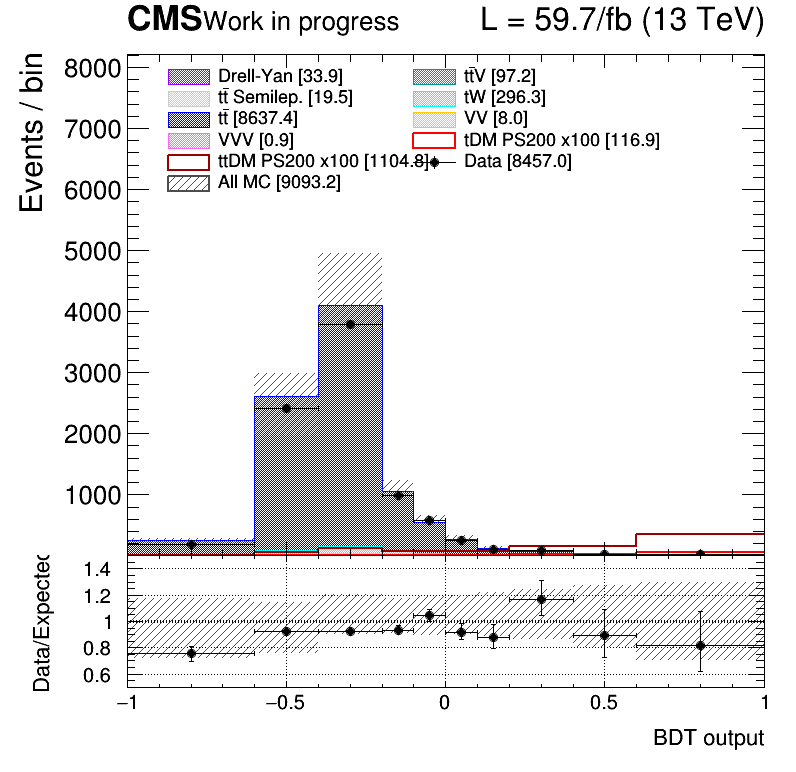 CMS Work in progress L = 59.7/fb (13 TeV)
Events / bin
Drell-Yan [33.9] tt̄V [97.2]
tt̄ Semilep. [19.5] tW [296.3]
tt̄ [8637.4] VV [8.0]
VVV [0.9] tDM PS200 x100 [116.9]
ttDM PS200 x100 [1104.8] Data [8457.0]
All MC [9093.2]
8000
7000
6000
5000
4000
3000
2000
1000
Data/Expected
1.4
1.2
1
0.8
0.6
−1 −0.5 0 0.5 1
BDT output